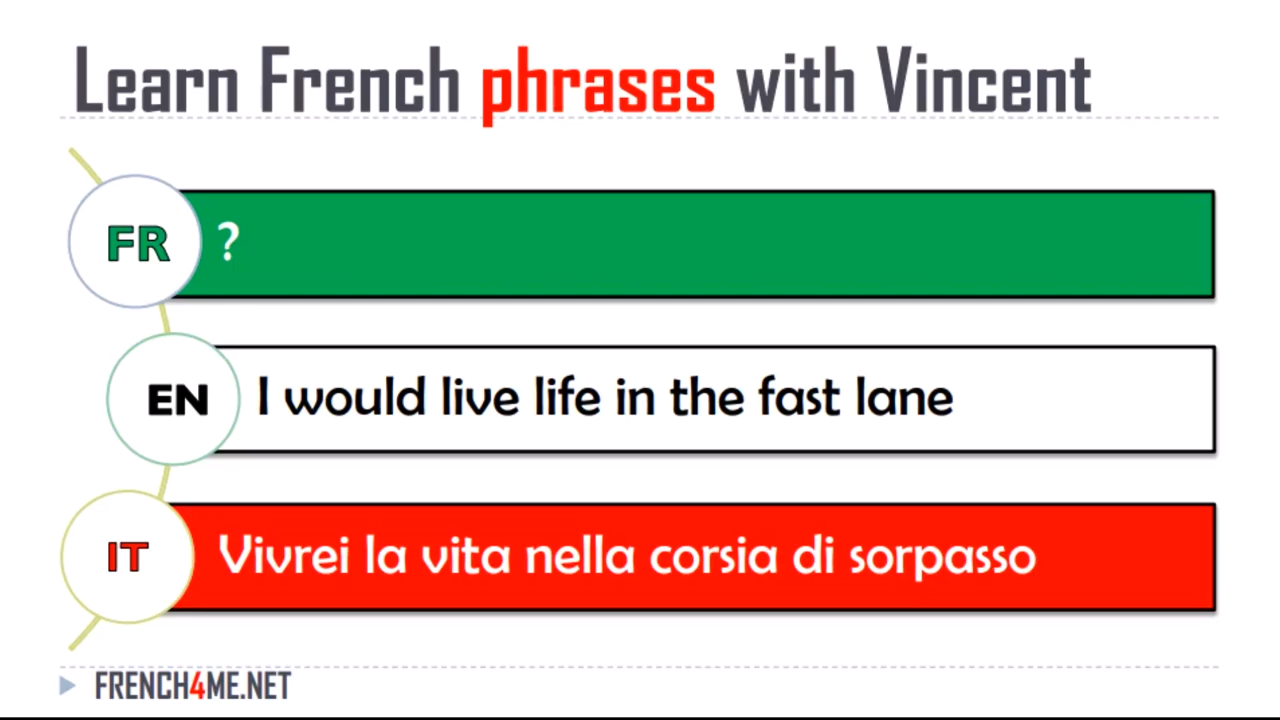 Learn French phrases with Vincent
FR ?
EN I would live life in the fast lane
IT Vivrei la vita nella corsia di sorpasso
FRENCH4ME.NET